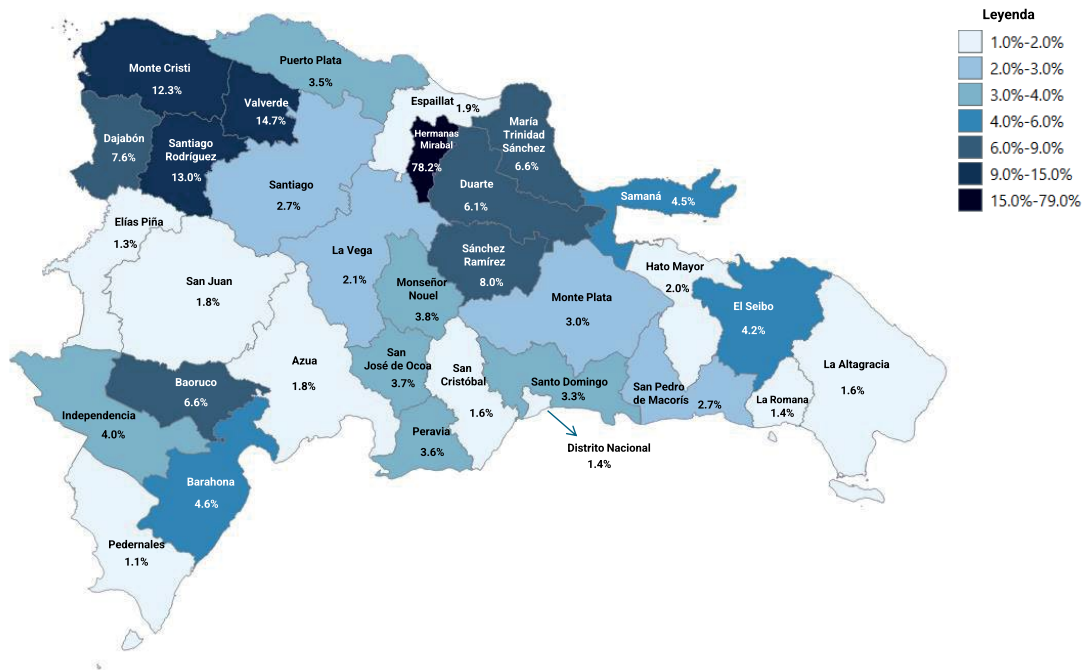 Leyenda
1.0%-2.0%
2.0%-3.0%
3.0%-4.0%
4.0%-6.0%
6.0%-9.0%
9.0%-15.0%
15.0%-79.0%
Monte Cristi
12.3%
Puerto Plata
3.5%
Valverde
14.7%
Espaillat
1.9%
Dajabón
7.6%
Santiago
Rodríguez
13.0%
Hermanas
Mirabal
78.2%
María
Trinidad
Sánchez
6.6%
Santiago
2.7%
Duarte
6.1%
Samaná
4.5%
Elías Piña
1.3%
San Juan
1.8%
La Vega
2.1%
Sánchez
Ramírez
8.0%
Monseñor
Nouel
3.8%
Monte Plata
3.0%
Hato Mayor
2.0%
El Seibo
4.2%
La Altagracia
1.6%
Azua
1.8%
San
José de Ocoa
3.7%
San
Cristóbal
1.6%
Santo Domingo
3.3%
San Pedro
de Macorís
2.7%
La Romana
1.4%
Baoruco
6.6%
Independencia
4.0%
Peravia
3.6%
Distrito Nacional
1.4%
Barahona
4.6%
Pedernales
1.1%